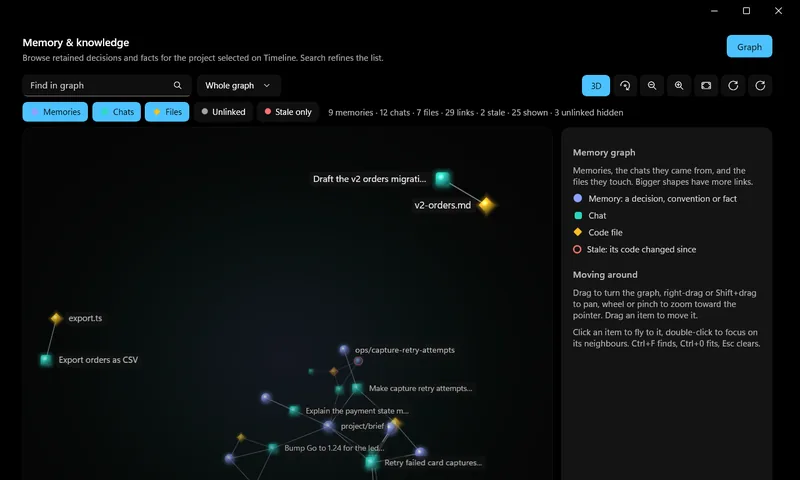 Memory & knowledge
Browse retained decisions and facts for the project selected on Timeline. Search refines the list.
Graph
Find in graph
Whole graph
3D
Memories
Chats
Files
Unlinked
Stale only
9 memories · 12 chats · 7 files · 29 links · 2 stale · 25 shown · 3 unlinked hidden
Draft the v2 orders migrati...
v2-orders.md
export.ts
Export orders as CSV
ops/capture-retry-attempts
Make capture retry attempts...
Explain the payment state m...
project/brief
Bump Go to 1.24 for the led...
Retry failed card captures...
Memory graph
Memories, the chats they came from, and the
files they touch. Bigger shapes have more links.
Memory: a decision, convention or fact
Chat
Code file
Stale: its code changed since
Moving around
Drag to turn the graph, right-drag or Shift+drag
to pan, wheel or pinch to zoom toward the
pointer. Drag an item to move it.
Click an item to fly to it, double-click to focus on
its neighbours. Ctrl+F finds, Ctrl+0 fits, Esc clears.